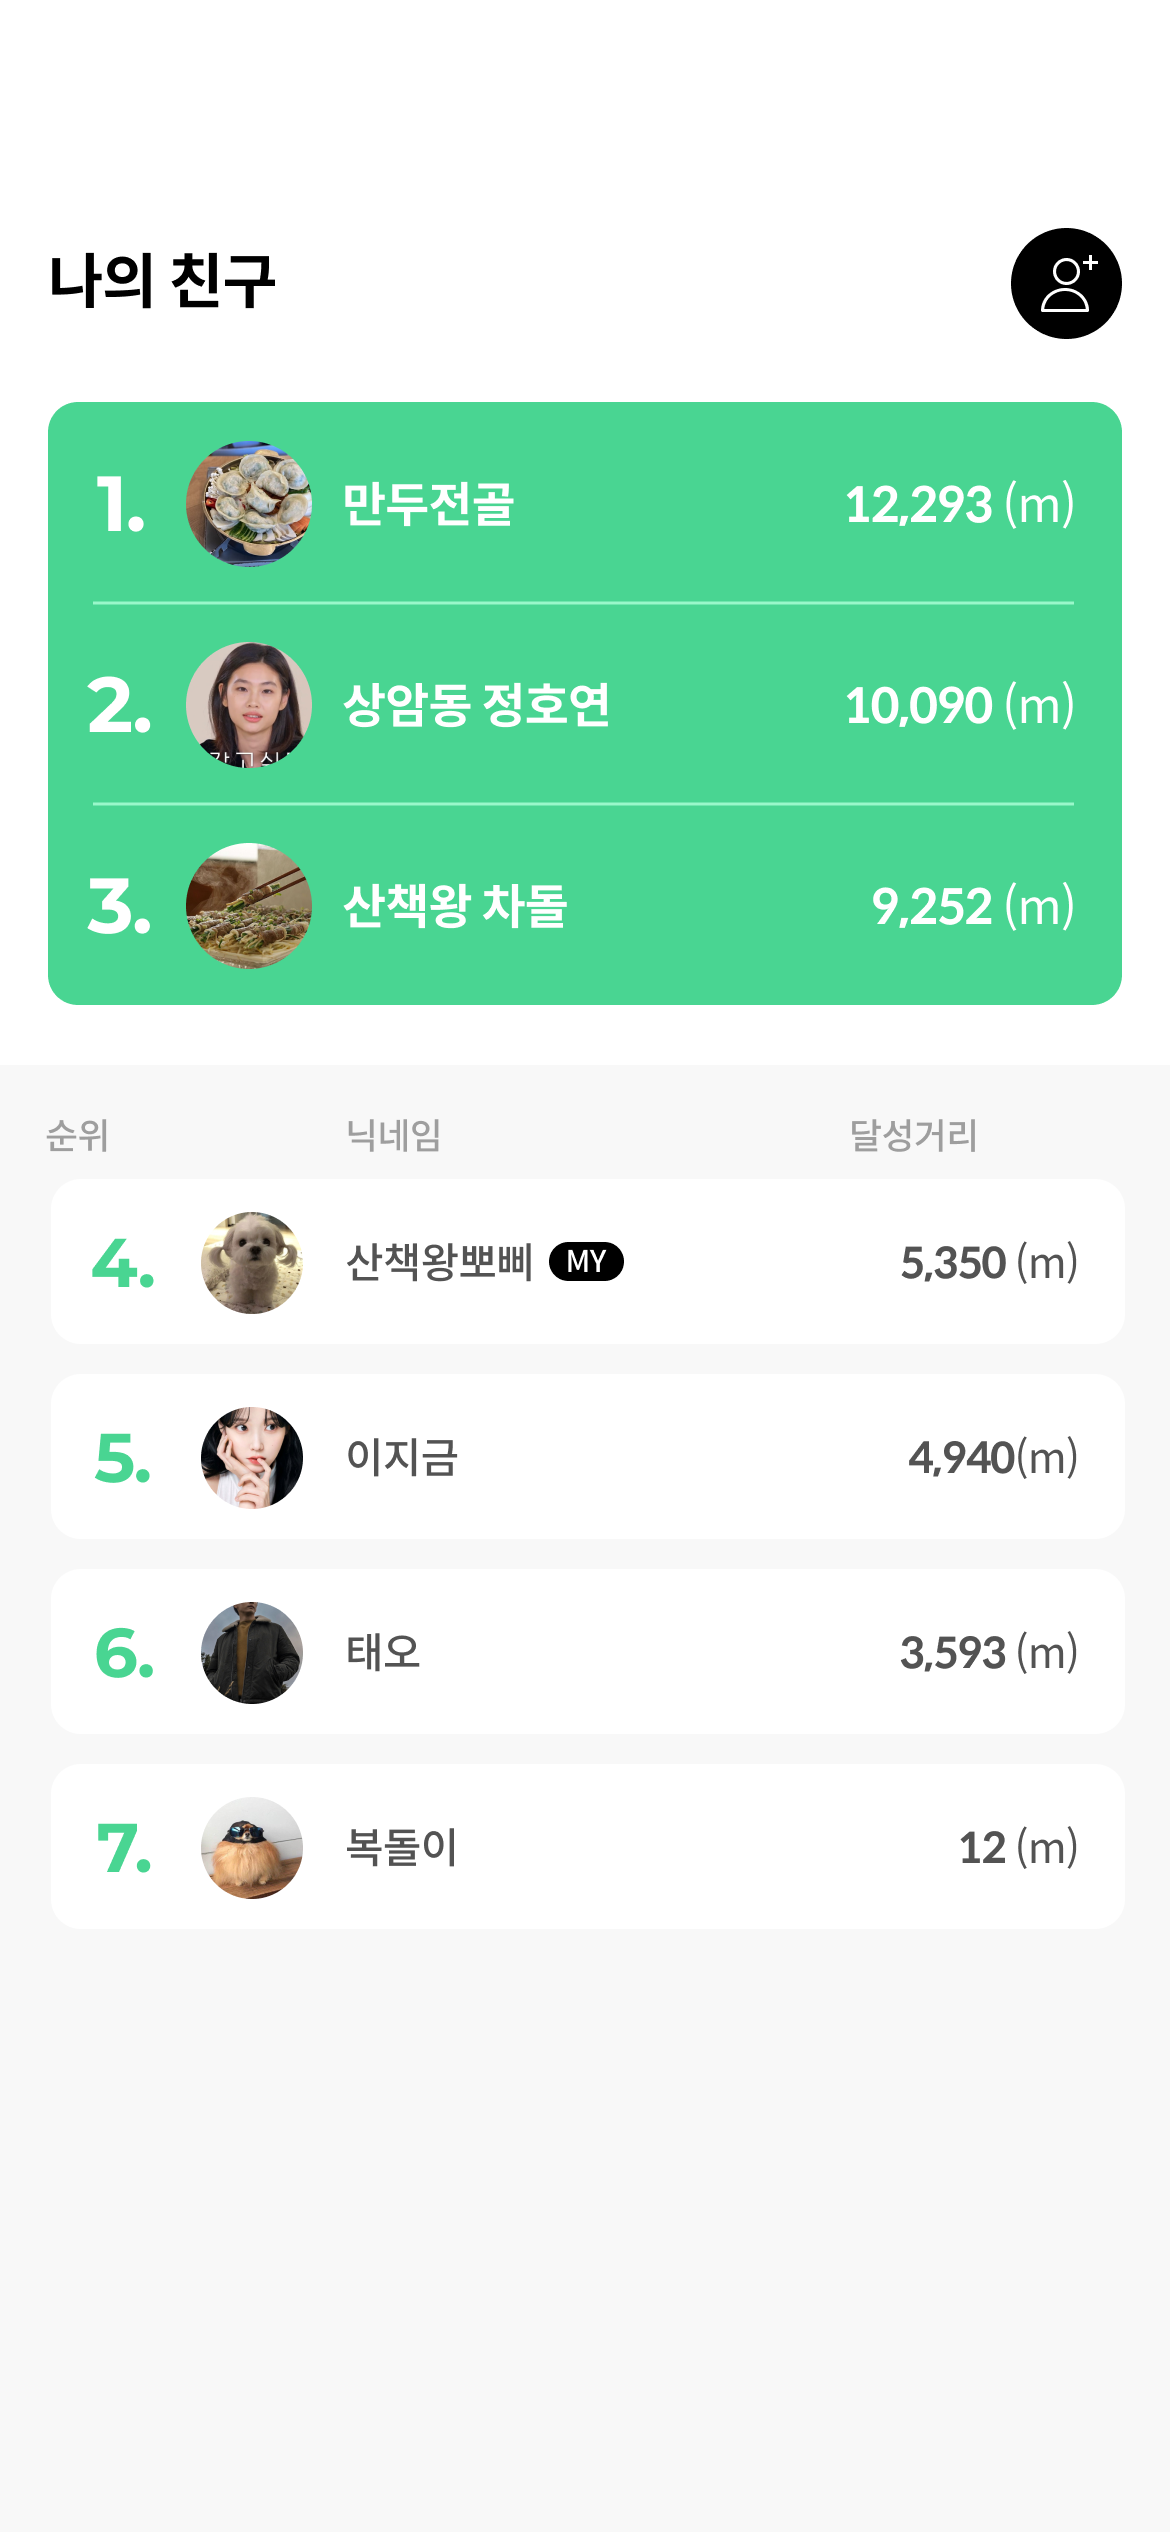 나의 친구
1. 만두전골 12,293 (m)
2. 상암동 정호연 10,090 (m)
3. 산책왕 차돌 9,252 (m)
순위 닉네임 달성거리
4. 산책왕뽀삐 MY 5,350 (m)
5. 이지금 4,940(m)
6. 태오 3,593 (m)
7. 복돌이 12 (m)